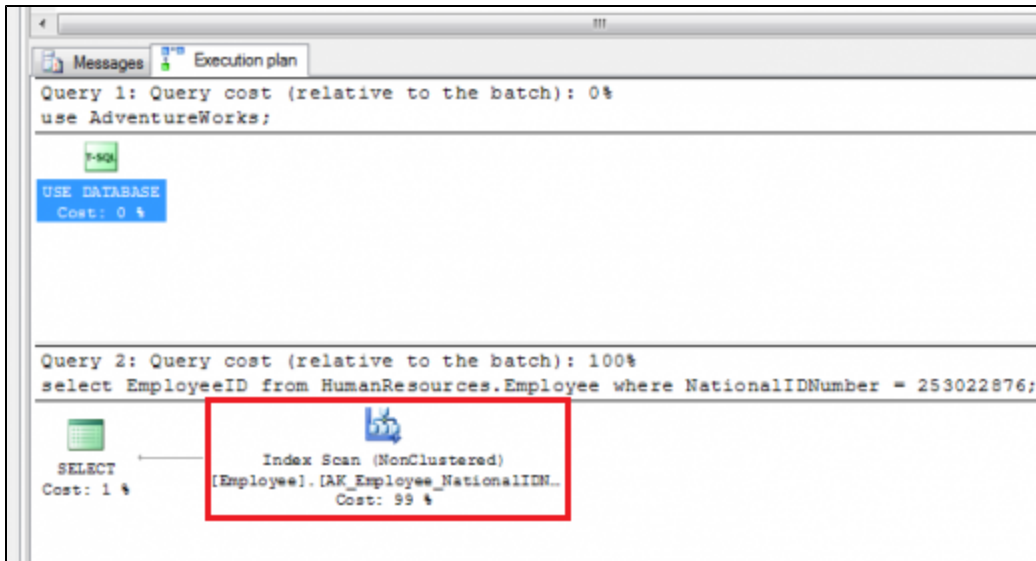 Messages
Execution plan
Query 1: Query cost (relative to the batch): 0%
use AdventureWorks;
T-SQL
USE DATABASE
Cost: 0 %
Query 2: Query cost (relative to the batch): 100%
select EmployeeID from HumanResources.Employee where NationalIDNumber = 253022876;
SELECT
Cost: 1 %
Index Scan (NonClustered)
[Employee].[AK_Employee_NationalIDN…
Cost: 99 %